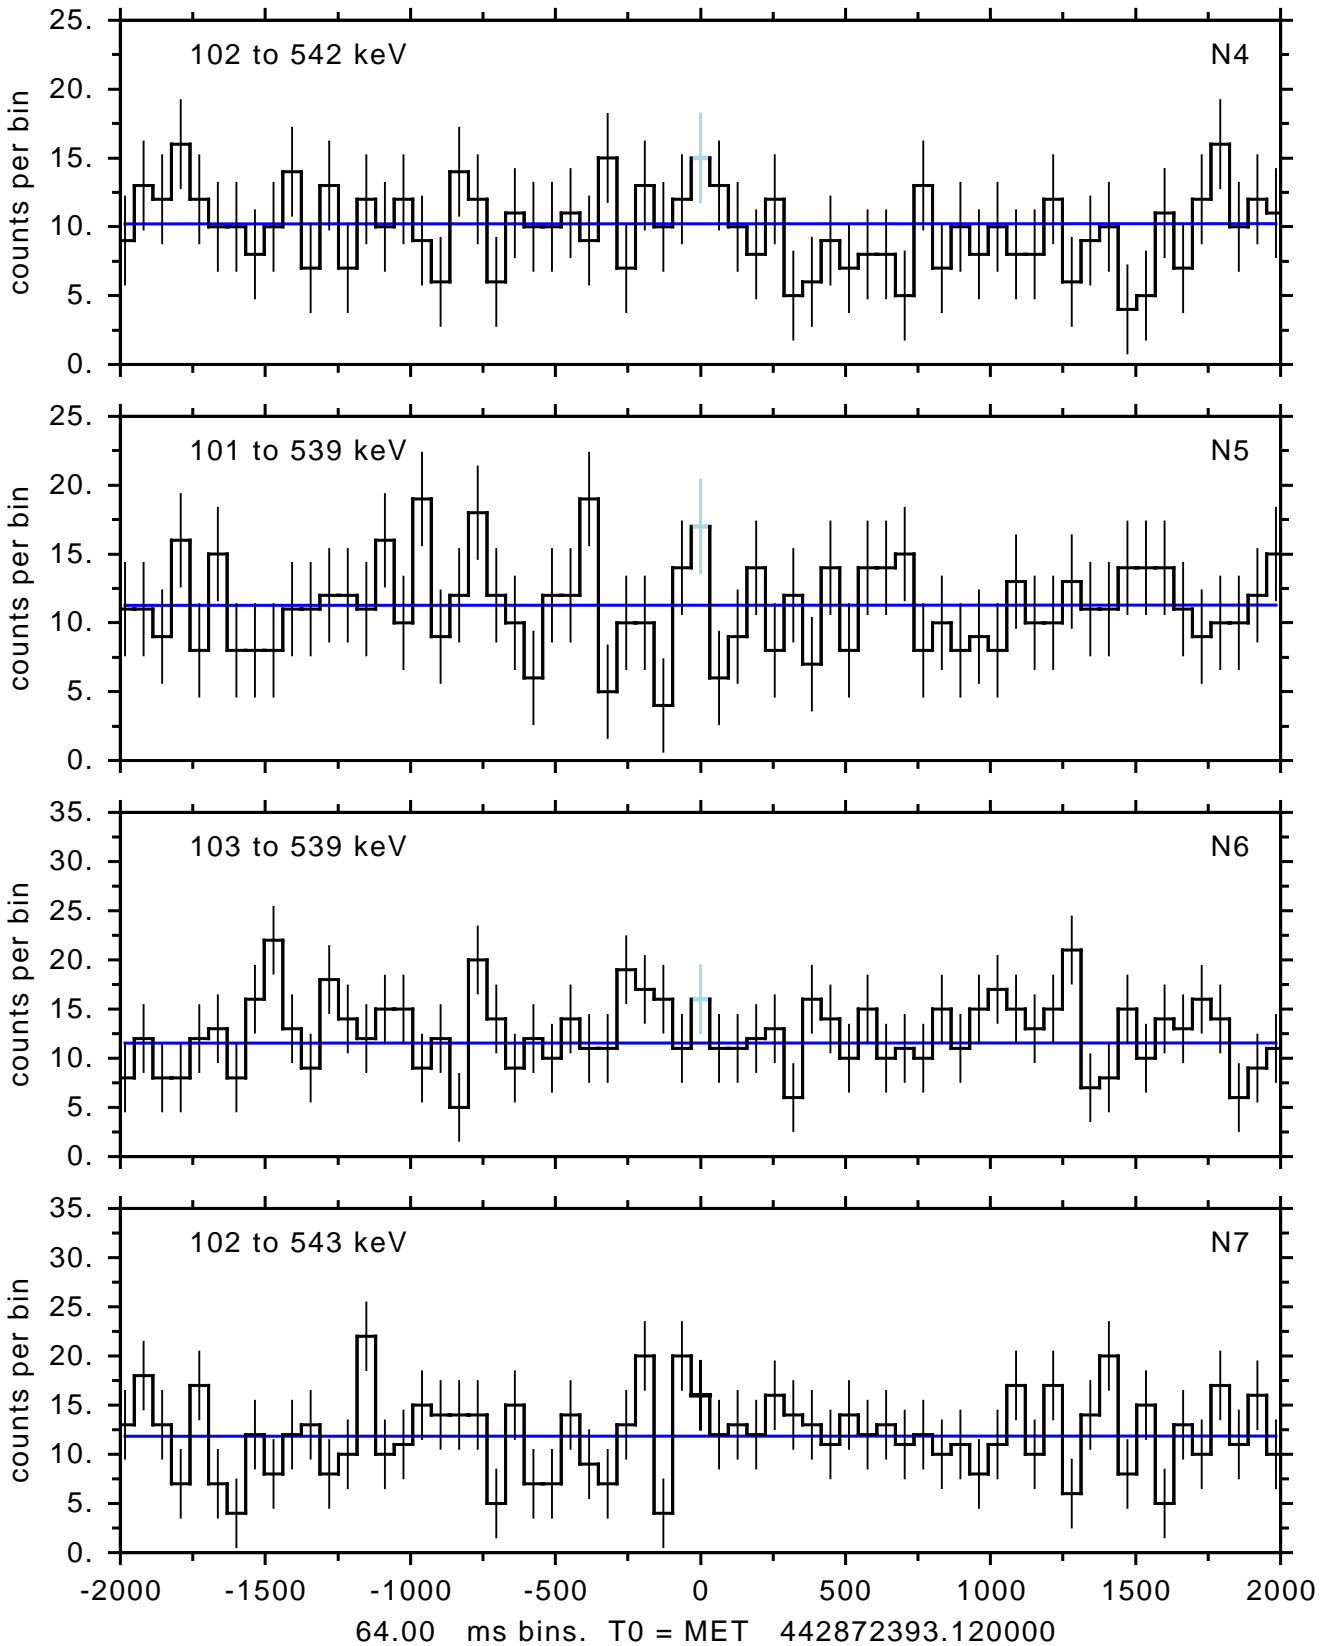 25.
102 to 542 keV N4
20.
15.
10.
5.
0.
counts per bin
25.
101 to 539 keV N5
20.
15.
10.
5.
0.
counts per bin
35.
103 to 539 keV N6
30.
25.
20.
15.
10.
5.
0.
counts per bin
35.
102 to 543 keV N7
30.
25.
20.
15.
10.
5.
0.
counts per bin
-2000 -1500 -1000 -500 0 500 1000 1500 2000
64.00 ms bins. T0 = MET 442872393.120000